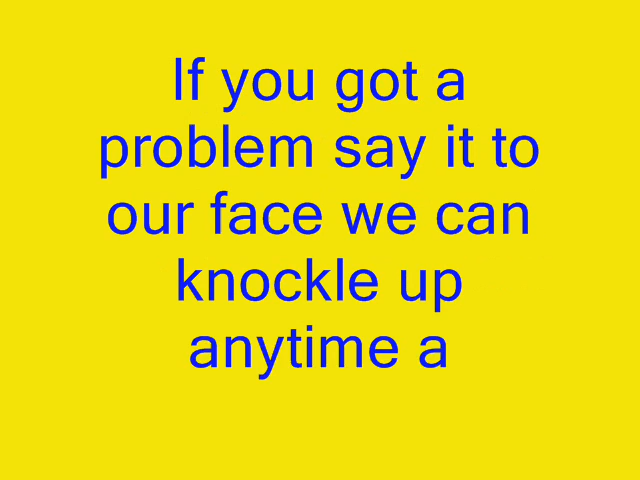 If you got a
problem say it to
our face we can
knockle up
anytime a